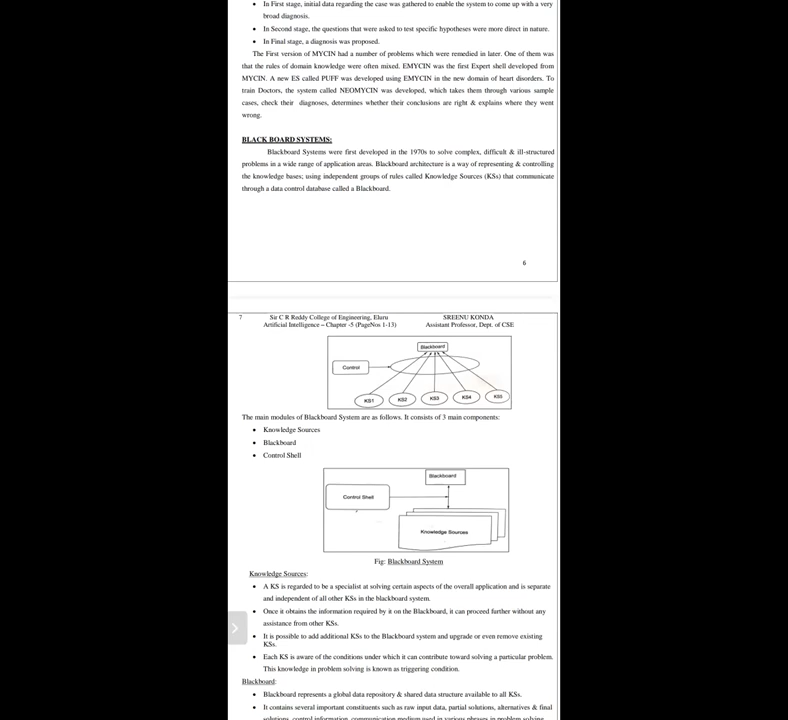 • In First stage, initial data regarding the case was gathered to enable the system to come up with a very
broad diagnosis.
• In Second stage, the questions that were asked to test specific hypotheses were more direct in nature.
• In Final stage, a diagnosis was proposed.
The First version of MYCIN had a number of problems which were remedied in later. One of them was
that the rules of domain knowledge were often mixed. EMYCIN was the first Expert shell developed from
MYCIN. A new ES called PUFF was developed using EMYCIN in the new domain of heart disorders. To
train Doctors, the system called NEOMYCIN was developed, which takes them through various sample
cases, check their diagnoses, determines whether their conclusions are right & explains where they went
wrong.
BLACK BOARD SYSTEMS:
Blackboard Systems were first developed in the 1970s to solve complex, difficult & ill-structured
problems in a wide range of application areas. Blackboard architecture is a way of representing & controlling
the knowledge bases; using independent groups of rules called Knowledge Sources (KSs) that communicate
through a data control database called a Blackboard.
6
7 Sir C R Reddy College of Engineering, Eluru SREENU KONDA
Artificial Intelligence – Chapter -5 (PageNos 1-13) Assistant Professor, Dept. of CSE
Blackboard
Control
KS1 KS2 KS3 KS4 KS5
The main modules of Blackboard System are as follows. It consists of 3 main components:
• Knowledge Sources
• Blackboard
• Control Shell
Blackboard
Control Shell
Knowledge Sources
Fig: Blackboard System
Knowledge Sources:
• A KS is regarded to be a specialist at solving certain aspects of the overall application and is separate
and independent of all other KSs in the blackboard system.
• Once it obtains the information required by it on the Blackboard, it can proceed further without any
assistance from other KSs.
• It is possible to add additional KSs to the Blackboard system and upgrade or even remove existing
KSs.
• Each KS is aware of the conditions under which it can contribute toward solving a particular problem.
This knowledge in problem solving is known as triggering condition.
Blackboard:
• Blackboard represents a global data repository & shared data structure available to all KSs.
• It contains several important constituents such as raw input data, partial solutions, alternatives & final
solutions, control information, communication medium used in various phrases in problem solving.